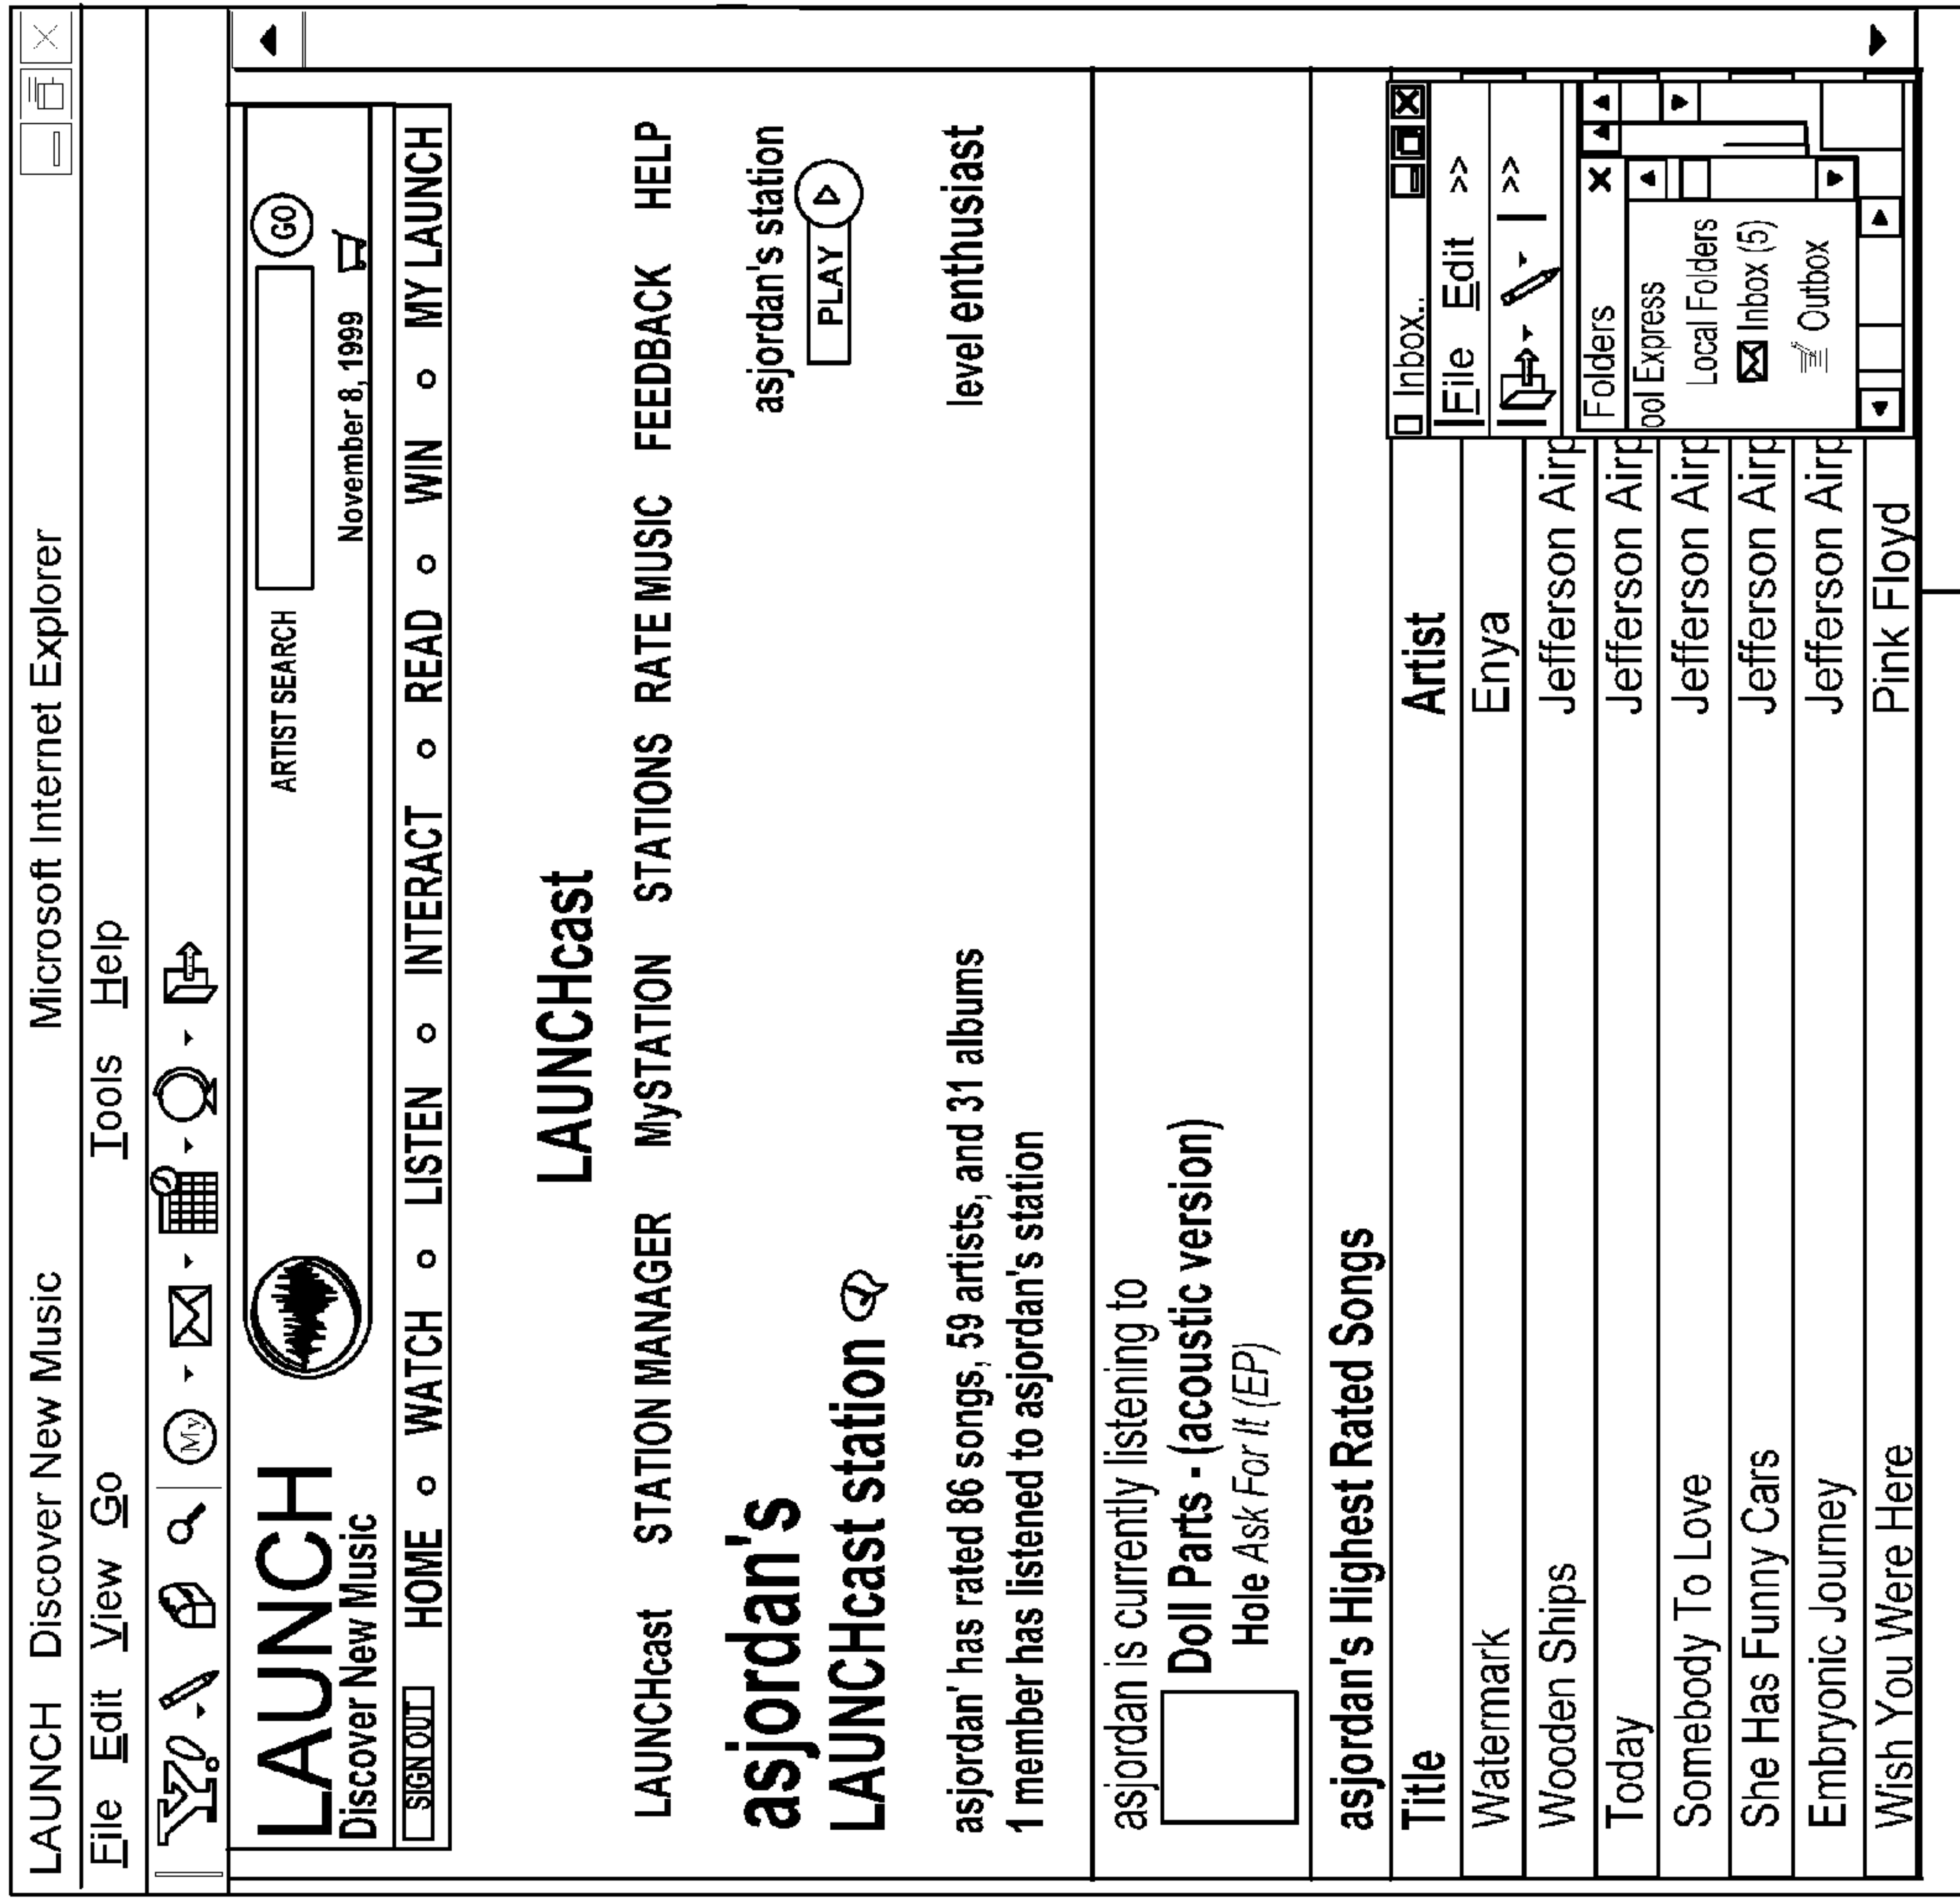 LAUNCH Discover New Music Microsoft Internet Explorer
File Edit View Go Tools Help
Y! My
LAUNCH
Discover New Music
ARTIST SEARCH GO
November 8, 1999
SIGN OUT HOME WATCH LISTEN INTERACT READ WIN MY LAUNCH
LAUNCHcast
LAUNCHcast STATION MANAGER MySTATION STATIONS RATE MUSIC FEEDBACK HELP
asjordan's
LAUNCHcast station
asjordan's station
PLAY
asjordan' has rated 86 songs, 59 artists, and 31 albums
level enthusiast
1 member has listened to asjordan's station
asjordan is currently listening to
Doll Parts - (acoustic version)
Hole Ask For It (EP)
asjordan's Highest Rated Songs
Title Artist
Watermark Enya
Wooden Ships Jefferson Airp
Today Jefferson Airp
Somebody To Love Jefferson Airp
She Has Funny Cars Jefferson Airp
Embryonic Journey Jefferson Airp
Wish You Were Here Pink Floyd
Inbox..
File Edit >>
>>
Folders X
ool Express
Local Folders
Inbox (5)
Outbox